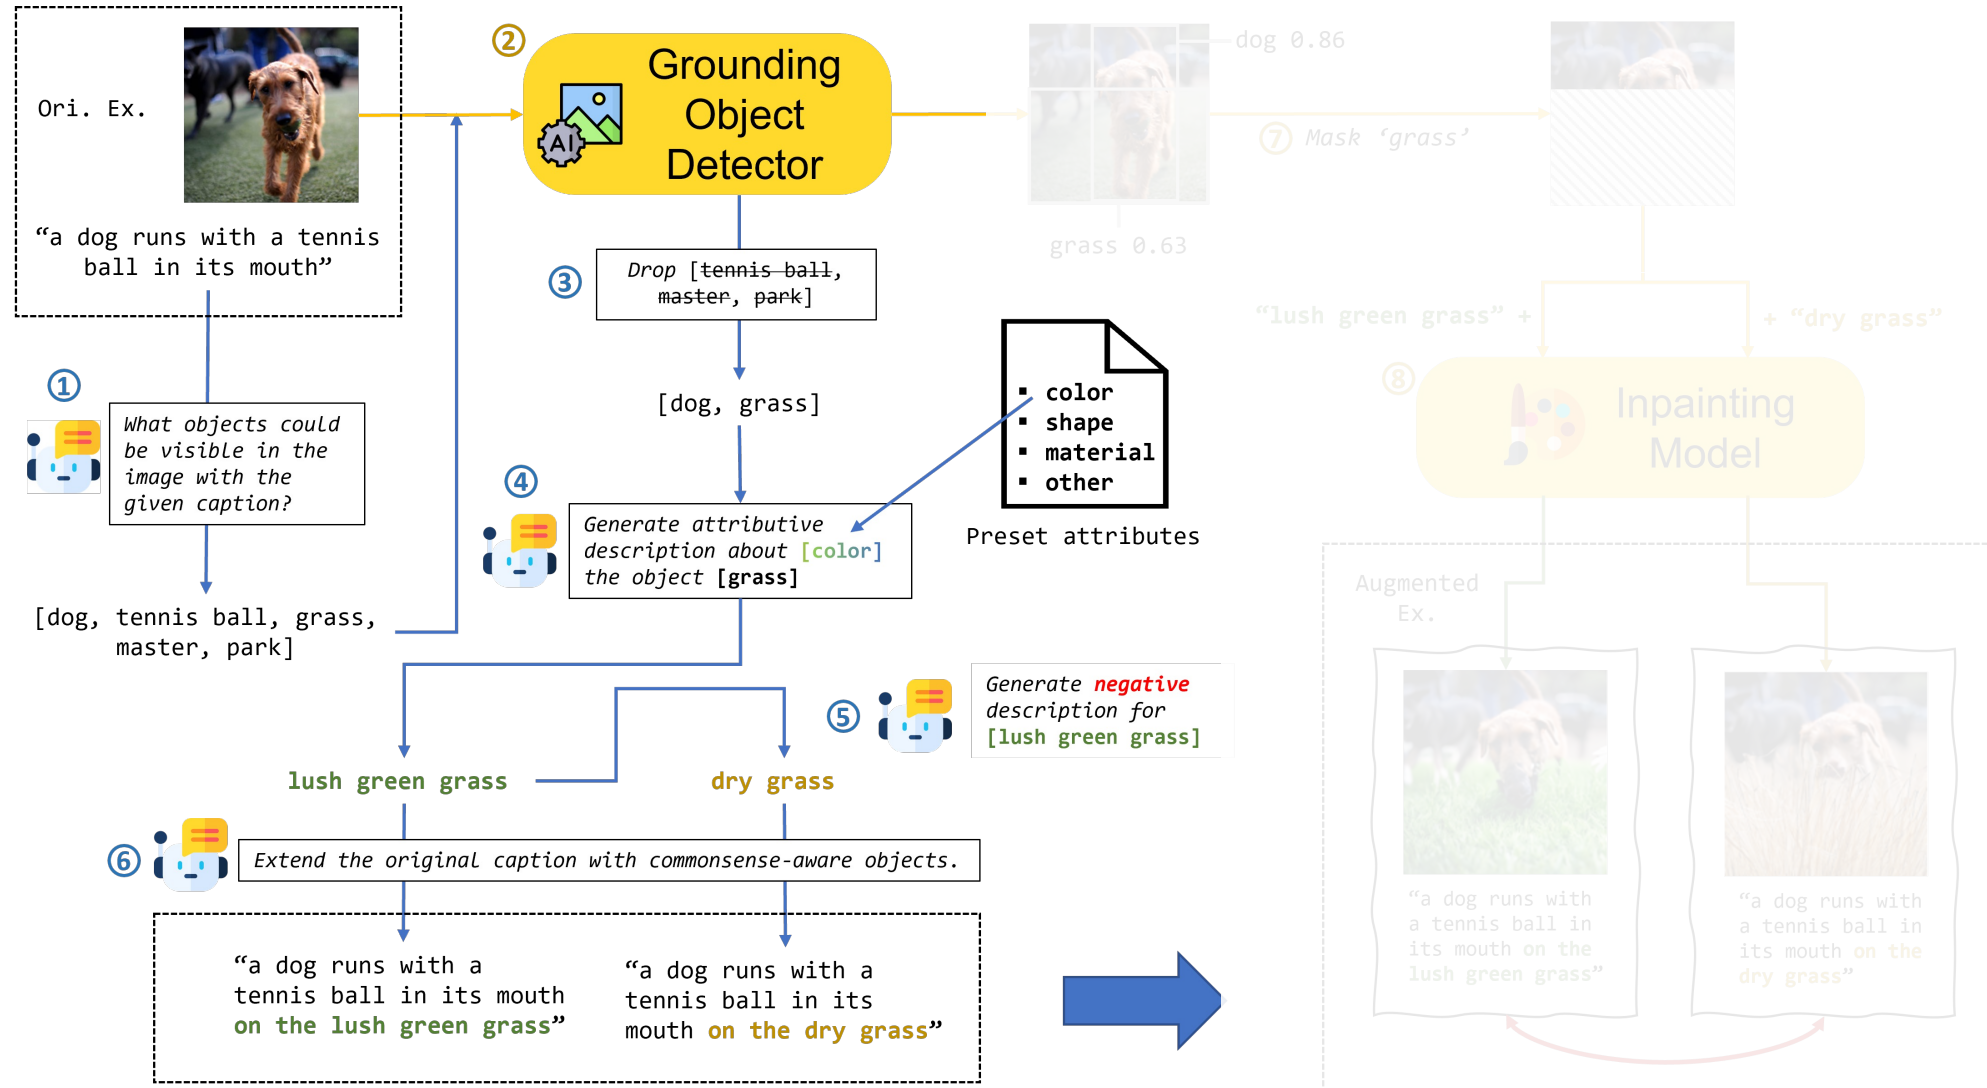 Ori. Ex.
“a dog runs with a tennis
ball in its mouth”
①
What objects could
be visible in the
image with the
given caption?
[dog, tennis ball, grass,
master, park]
②
AI
Grounding
Object
Detector
③
Drop [tennis ball,
master, park]
[dog, grass]
④
Generate attributive
description about [color]
the object [grass]
▪ color
▪ shape
▪ material
▪ other
Preset attributes
⑤
Generate negative
description for
[lush green grass]
lush green grass
dry grass
⑥
Extend the original caption with commonsense-aware objects.
“a dog runs with a
tennis ball in its mouth
on the lush green grass”
“a dog runs with a
tennis ball in its
mouth on the dry grass”
dog 0.86
grass 0.63
⑦ Mask ‘grass’
“lush green grass” +
+ “dry grass”
⑧
Inpainting
Model
Augmented
Ex.
“a dog runs with
a tennis ball in
its mouth on the
lush green grass”
“a dog runs with
a tennis ball in
its mouth on the
dry grass”